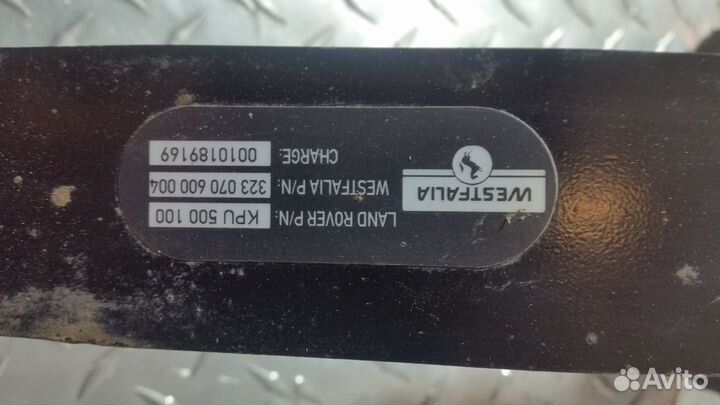 WESTFALIA
LAND ROVER P/N: KPU 500 100
WESTFALIA P/N: 323 070 600 004
CHARGE: 0010189169
Avito